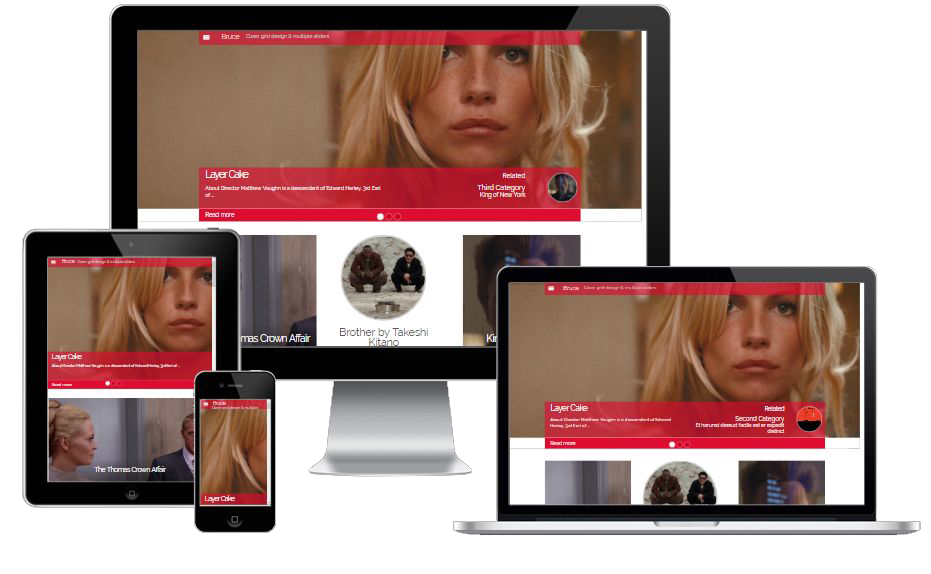 Bruce Clean grid design & multiple sliders
Layer Cake
Related
About Director Matthew Vaughn is a descendant of Edward Harley, 3rd Earl
of ...
Third Category
King of New York
Read more
mas Crown Affair
Brother by Takeshi
Kitano
Kin
Bruce Clean grid design & multiple sliders
Layer Cake
About Director Matthew Vaughn is a descendant of Edward Harley, 3rd Earl of ...
Read more
The Thomas Crown Affair
Bruce
Clean grid design & multiple
Layer Cake
Bruce Clean grid design & multiple sliders
Layer Cake
Related
About Director Matthew Vaughn is a descendant of Edward
Harley, 3rd Earl of ...
Second Category
Et harumd dereud facilis est er expedit
distinct
Read more